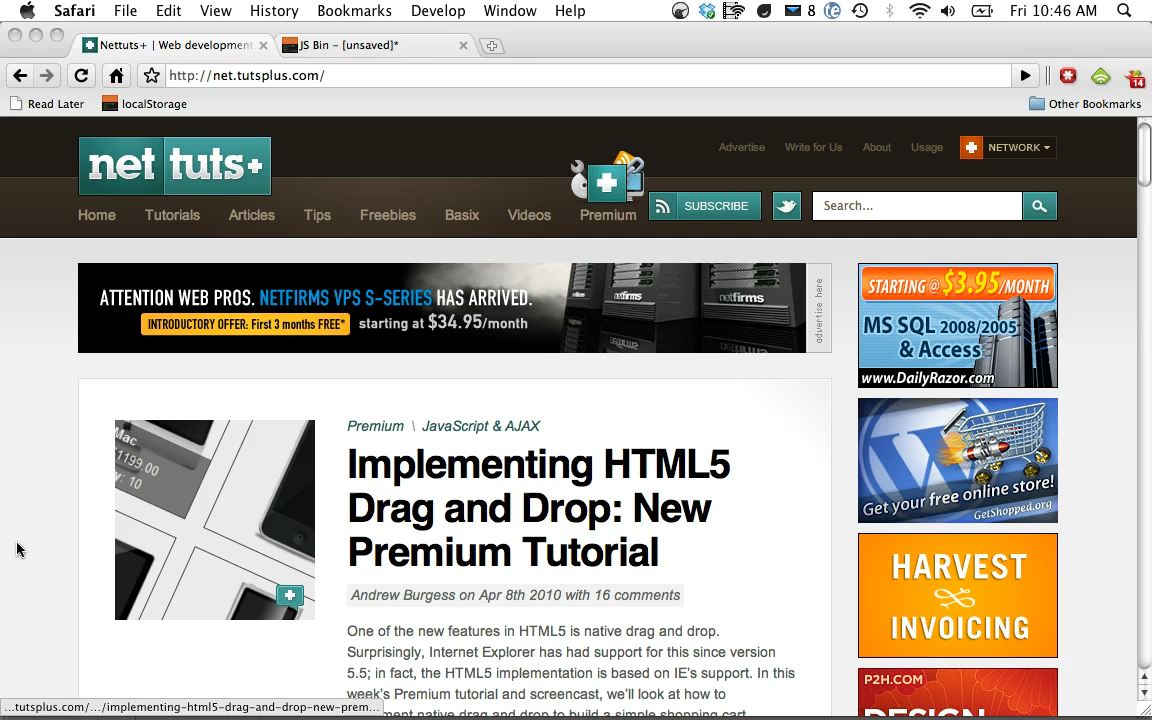 Safari File Edit View History Bookmarks Develop Window Help 8 Fri 10:46 AM
Nettuts+ | Web development JS Bin - [unsaved]*
http://net.tutsplus.com/
14
Read Later localStorage Other Bookmarks
net tuts+
Advertise Write for Us About Usage NETWORK
Home Tutorials Articles Tips Freebies Basix Videos Premium
SUBSCRIBE Search...
ATTENTION WEB PROS. NETFIRMS VPS S-SERIES HAS ARRIVED.
INTRODUCTORY OFFER: First 3 months FREE* starting at $34.95/month
netfirms netfirms
advertise here
STARTING @ $3.95/MONTH
MS SQL 2008/2005
& Access
www.DailyRazor.com
Get your free online store!
GetShopped.org
HARVEST
INVOICING
P2H.COM
DESIGN
Mac
$1199.00
y: 10
Premium \ JavaScript & AJAX
Implementing HTML5
Drag and Drop: New
Premium Tutorial
Andrew Burgess on Apr 8th 2010 with 16 comments
One of the new features in HTML5 is native drag and drop.
Surprisingly, Internet Explorer has had support for this since version
5.5; in fact, the HTML5 implementation is based on IE's support. In this
week's Premium tutorial and screencast, we'll look at how to
native drag and drop to build a simple shopping cart
...tutsplus.com/.../implementing-html5-drag-and-drop-new-prem...